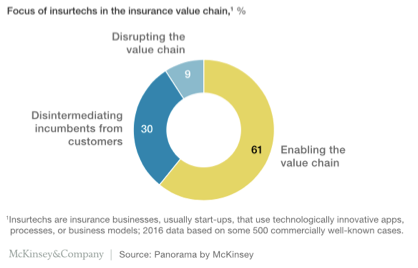 Focus of insurtechs in the insurance value chain,¹ %
Disrupting the
value chain
9
Disintermediating
incumbents from
customers
30
61
Enabling the
value chain
¹Insurtechs are insurance businesses, usually start-ups, that use technologically innovative apps,
processes, or business models; 2016 data based on some 500 commercially well-known cases.
McKinsey&Company | Source: Panorama by McKinsey